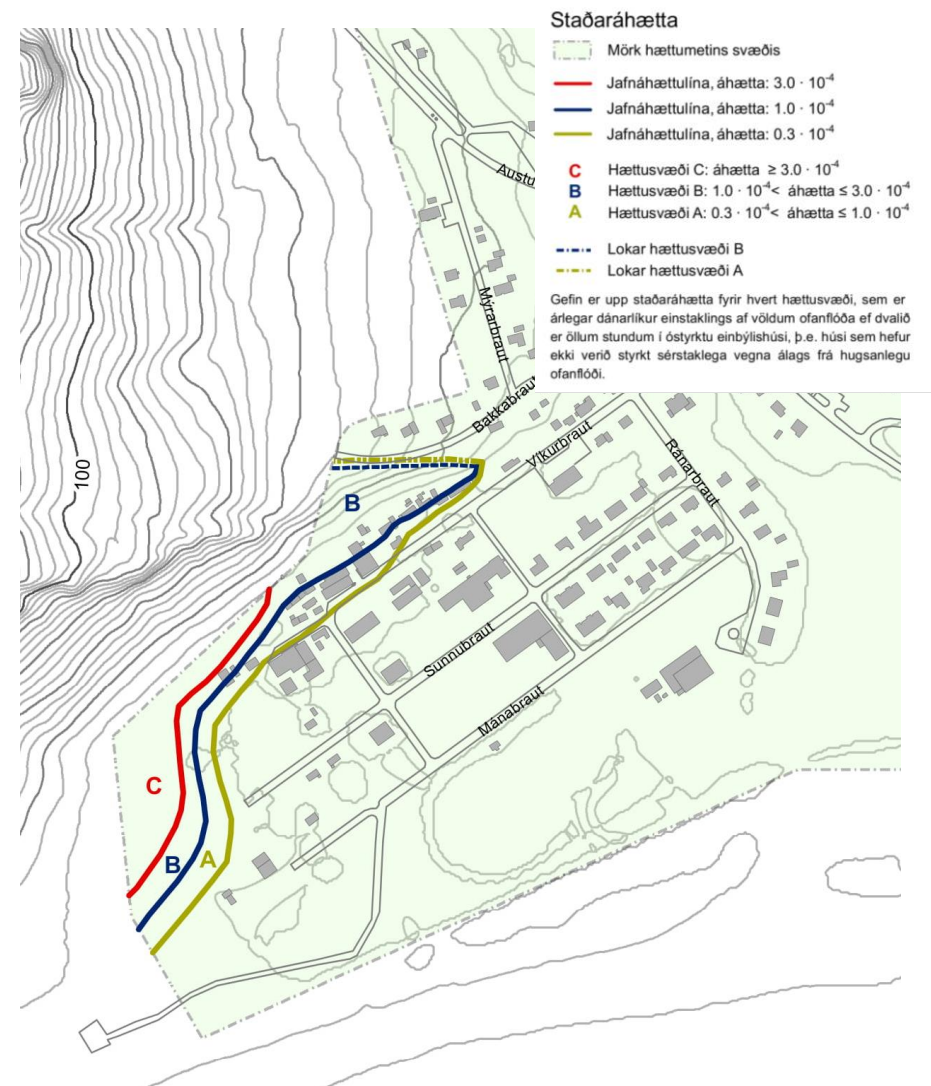 Staðaráhætta
Mörk hættumetins svæðis
Jafnáhættulína, áhætta: 3.0 · 10⁻⁴
Jafnáhættulína, áhætta: 1.0 · 10⁻⁴
Jafnáhættulína, áhætta: 0.3 · 10⁻⁴
C Hættusvæði C: áhætta ≥ 3.0 · 10⁻⁴
B Hættusvæði B: 1.0 · 10⁻⁴< áhætta ≤ 3.0 · 10⁻⁴
A Hættusvæði A: 0.3 · 10⁻⁴< áhætta ≤ 1.0 · 10⁻⁴
Lokar hættusvæði B
Lokar hættusvæði A
Gefin er upp staðaráhætta fyrir hvert hættusvæði, sem er
árlegar dánarlíkur einstaklings af völdum ofanflóða ef dvalið
er öllum stundum í óstyrktu einbýlishúsi, þ.e. húsi sem hefur
ekki verið styrkt sérstaklega vegna álags frá hugsanlegu
ofanflóði.
Austu
Mýrarbraut
Bakkabraut
Víkurbraut
Ránarbraut
100
B
Sunnubraut
Mánabraut
C
B
A